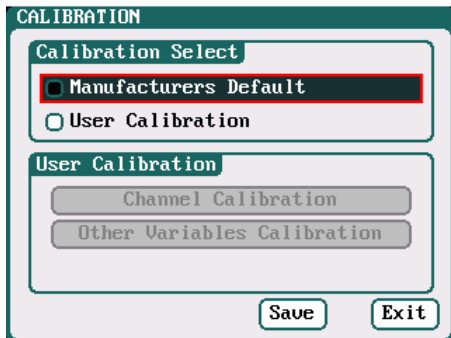 CALIBRATION
Calibration Select
Manufacturers Default
User Calibration
User Calibration
Channel Calibration
Other Variables Calibration
Save Exit